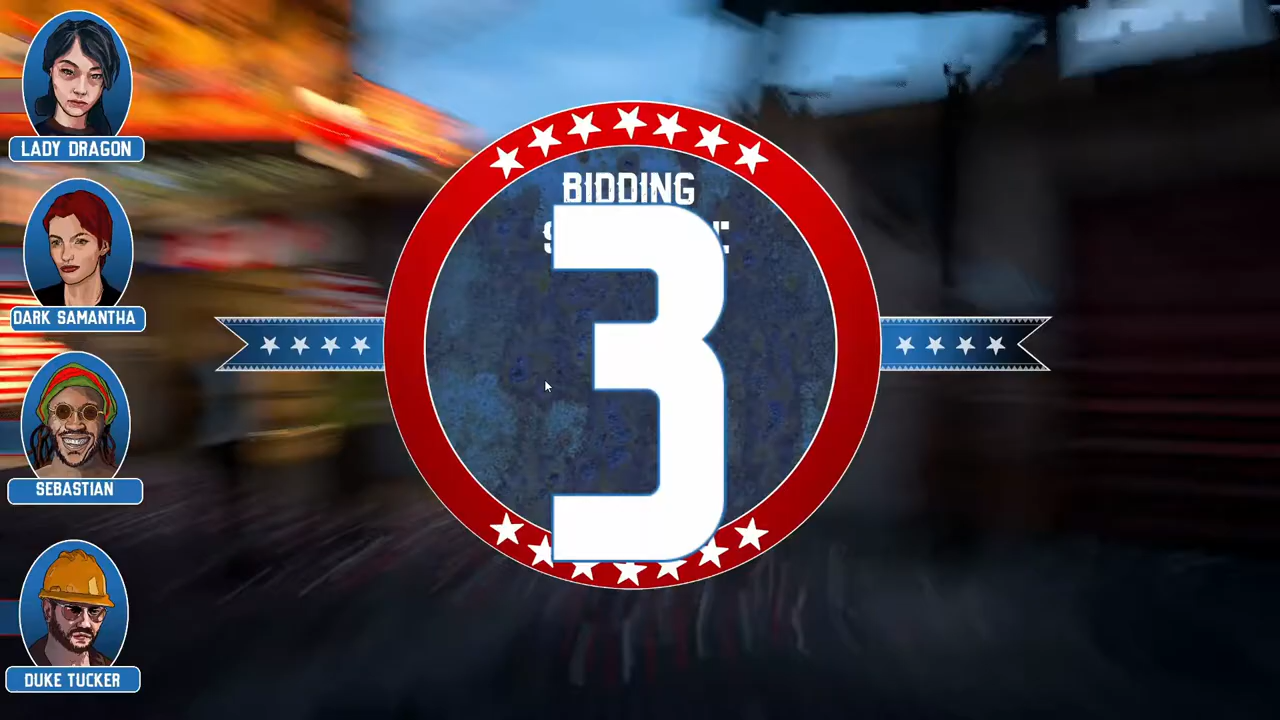 LADY DRAGON
DARK SAMANTHA
SEBASTIAN
DUKE TUCKER
BIDDING
3